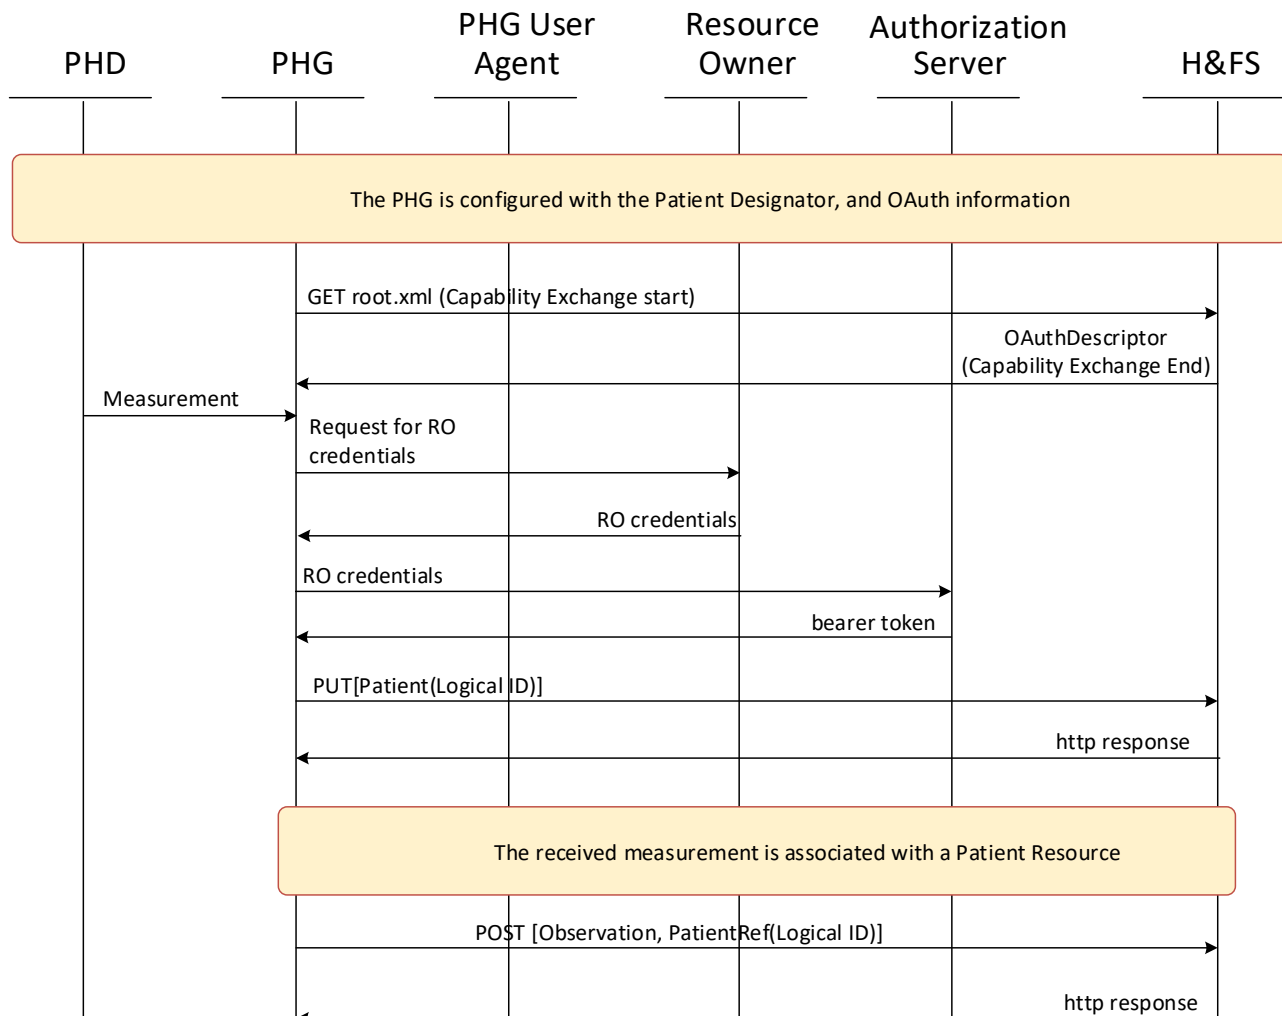 PHD
PHG
PHG User
Agent
Resource
Owner
Authorization
Server
H&FS
The PHG is configured with the Patient Designator, and OAuth information
GET root.xml (Capability Exchange start)
OAuthDescriptor
(Capability Exchange End)
Measurement
Request for RO
credentials
RO credentials
RO credentials
bearer token
PUT[Patient(Logical ID)]
http response
The received measurement is associated with a Patient Resource
POST [Observation, PatientRef(Logical ID)]
http response